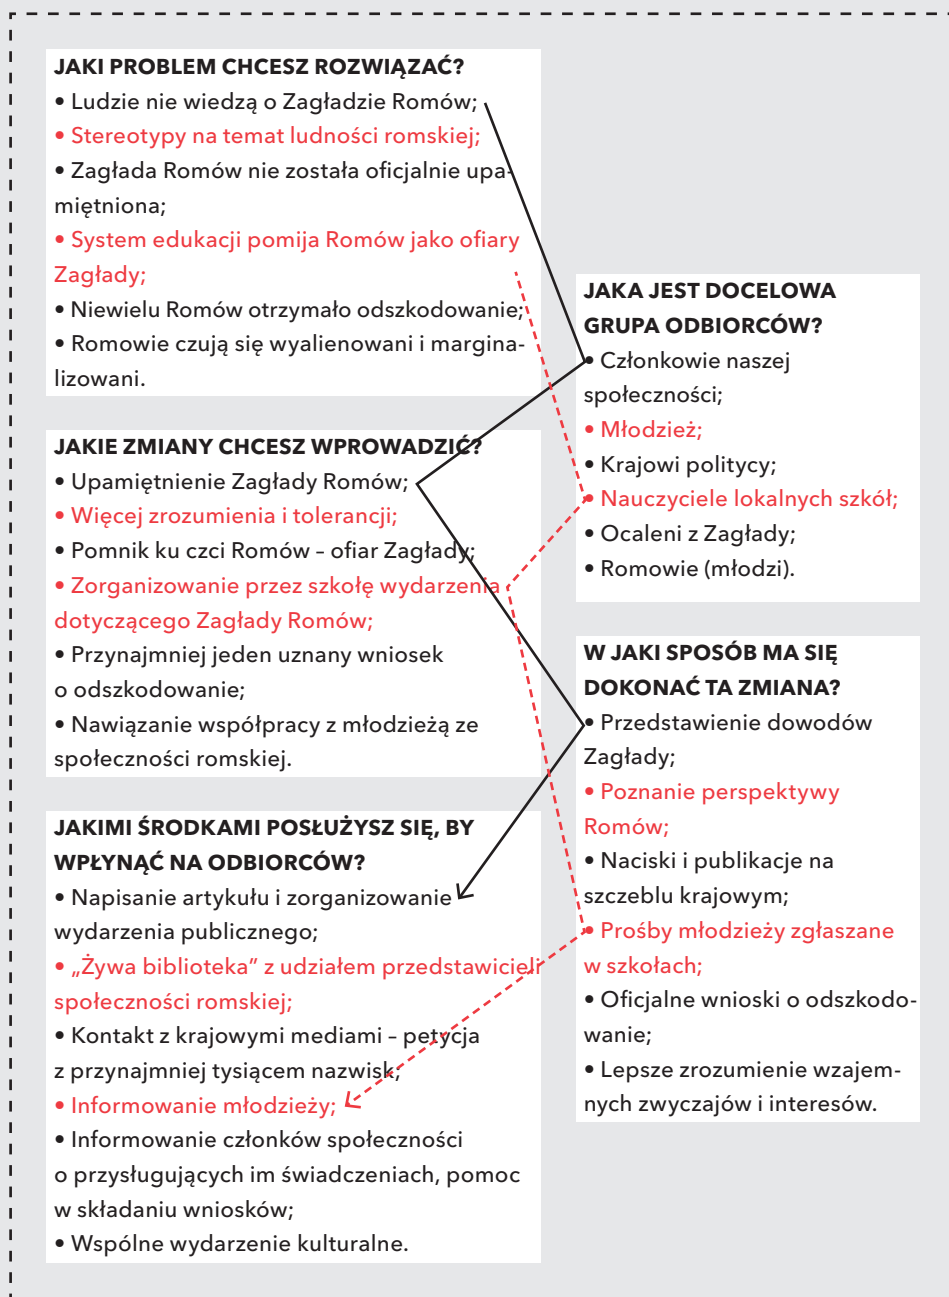 JAKI PROBLEM CHCESZ ROZWIĄZAĆ?
• Ludzie nie wiedzą o Zagładzie Romów;
• Stereotypy na temat ludności romskiej;
• Zagłada Romów nie została oficjalnie upa-
miętniona;
• System edukacji pomija Romów jako ofiary
Zagłady;
• Niewielu Romów otrzymało odszkodowanie;
• Romowie czują się wyalienowani i margina-
lizowani.
JAKA JEST DOCELOWA
GRUPA ODBIORCÓW?
• Członkowie naszej
społeczności;
• Młodzież;
• Krajowi politycy;
• Nauczyciele lokalnych szkół;
• Ocaleni z Zagłady;
• Romowie (młodzi).
JAKIE ZMIANY CHCESZ WPROWADZIĆ?
• Upamiętnienie Zagłady Romów;
• Więcej zrozumienia i tolerancji;
• Pomnik ku czci Romów – ofiar Zagłady;
• Zorganizowanie przez szkołę wydarzenia
dotyczącego Zagłady Romów;
• Przynajmniej jeden uznany wniosek
o odszkodowanie;
• Nawiązanie współpracy z młodzieżą ze
społeczności romskiej.
W JAKI SPOSÓB MA SIĘ
DOKONAĆ TA ZMIANA?
• Przedstawienie dowodów
Zagłady;
• Poznanie perspektywy
Romów;
• Naciski i publikacje na
szczeblu krajowym;
• Prośby młodzieży zgłaszane
w szkołach;
• Oficjalne wnioski o odszkodo-
wanie;
• Lepsze zrozumienie wzajem-
nych zwyczajów i interesów.
JAKIMI ŚRODKAMI POSŁUŻYSZ SIĘ, BY
WPŁYNĄĆ NA ODBIORCÓW?
• Napisanie artykułu i zorganizowanie
wydarzenia publicznego;
• „Żywa biblioteka” z udziałem przedstawicieli
społeczności romskiej;
• Kontakt z krajowymi mediami – petycja
z przynajmniej tysiącem nazwisk;
• Informowanie młodzieży;
• Informowanie członków społeczności
o przysługujących im świadczeniach, pomoc
w składaniu wniosków;
• Wspólne wydarzenie kulturalne.